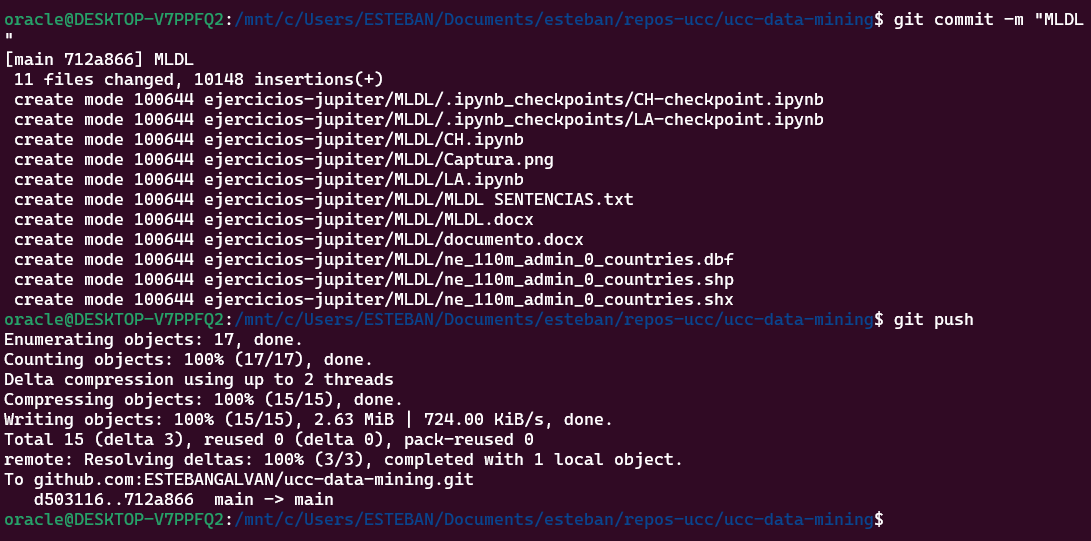 oracle@DESKTOP-V7PPFQ2:/mnt/c/Users/ESTEBAN/Documents/esteban/repos-ucc/ucc-data-mining$ git commit -m "MLDL
"
[main 712a866] MLDL
 11 files changed, 10148 insertions(+)
 create mode 100644 ejercicios-jupiter/MLDL/.ipynb_checkpoints/CH-checkpoint.ipynb
 create mode 100644 ejercicios-jupiter/MLDL/.ipynb_checkpoints/LA-checkpoint.ipynb
 create mode 100644 ejercicios-jupiter/MLDL/CH.ipynb
 create mode 100644 ejercicios-jupiter/MLDL/Captura.png
 create mode 100644 ejercicios-jupiter/MLDL/LA.ipynb
 create mode 100644 ejercicios-jupiter/MLDL/MLDL SENTENCIAS.txt
 create mode 100644 ejercicios-jupiter/MLDL/MLDL.docx
 create mode 100644 ejercicios-jupiter/MLDL/documento.docx
 create mode 100644 ejercicios-jupiter/MLDL/ne_110m_admin_0_countries.dbf
 create mode 100644 ejercicios-jupiter/MLDL/ne_110m_admin_0_countries.shp
 create mode 100644 ejercicios-jupiter/MLDL/ne_110m_admin_0_countries.shx
oracle@DESKTOP-V7PPFQ2:/mnt/c/Users/ESTEBAN/Documents/esteban/repos-ucc/ucc-data-mining$ git push
Enumerating objects: 17, done.
Counting objects: 100% (17/17), done.
Delta compression using up to 2 threads
Compressing objects: 100% (15/15), done.
Writing objects: 100% (15/15), 2.63 MiB | 724.00 KiB/s, done.
Total 15 (delta 3), reused 0 (delta 0), pack-reused 0
remote: Resolving deltas: 100% (3/3), completed with 1 local object.
To github.com:ESTEBANGALVAN/ucc-data-mining.git
   d503116..712a866  main -> main
oracle@DESKTOP-V7PPFQ2:/mnt/c/Users/ESTEBAN/Documents/esteban/repos-ucc/ucc-data-mining$